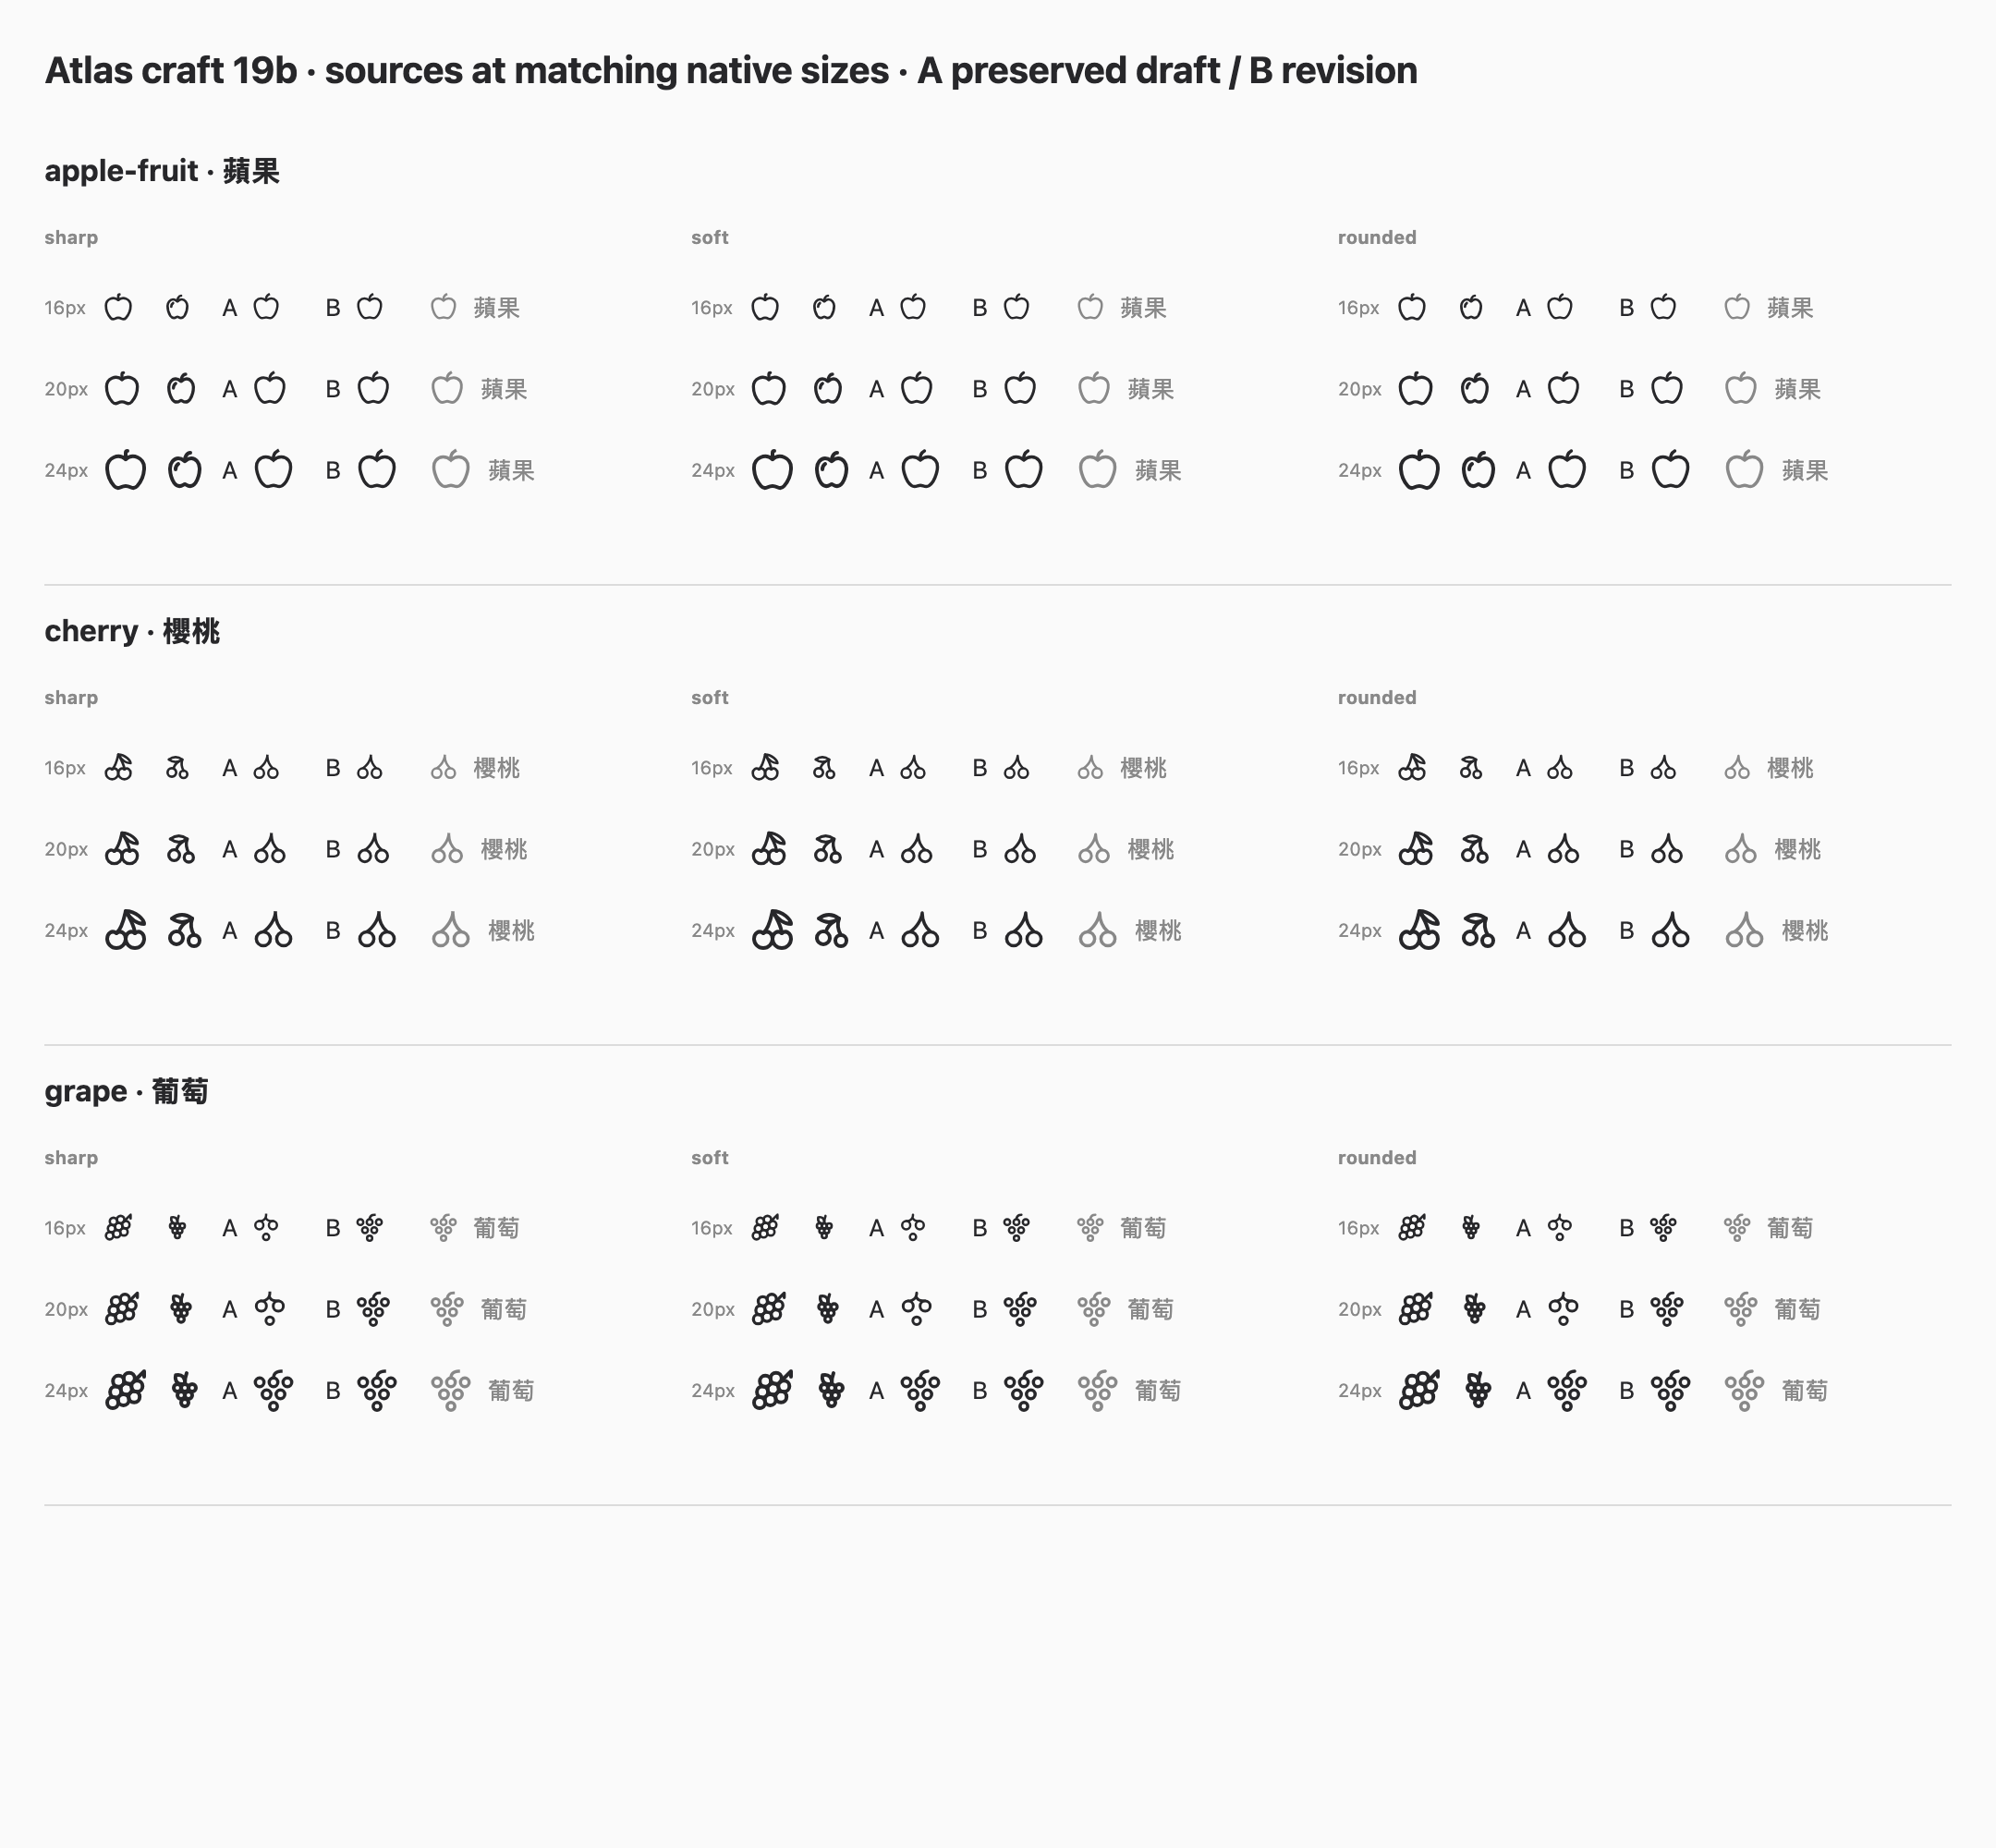 Atlas craft 19b · sources at matching native sizes · A preserved draft / B revision
apple-fruit · 蘋果
sharp soft rounded
16px A B 蘋果 16px A B 蘋果 16px A B 蘋果
20px A B 蘋果 20px A B 蘋果 20px A B 蘋果
24px A B 蘋果 24px A B 蘋果 24px A B 蘋果
cherry · 櫻桃
sharp soft rounded
16px A B 櫻桃 16px A B 櫻桃 16px A B 櫻桃
20px A B 櫻桃 20px A B 櫻桃 20px A B 櫻桃
24px A B 櫻桃 24px A B 櫻桃 24px A B 櫻桃
grape · 葡萄
sharp soft rounded
16px A B 葡萄 16px A B 葡萄 16px A B 葡萄
20px A B 葡萄 20px A B 葡萄 20px A B 葡萄
24px A B 葡萄 24px A B 葡萄 24px A B 葡萄